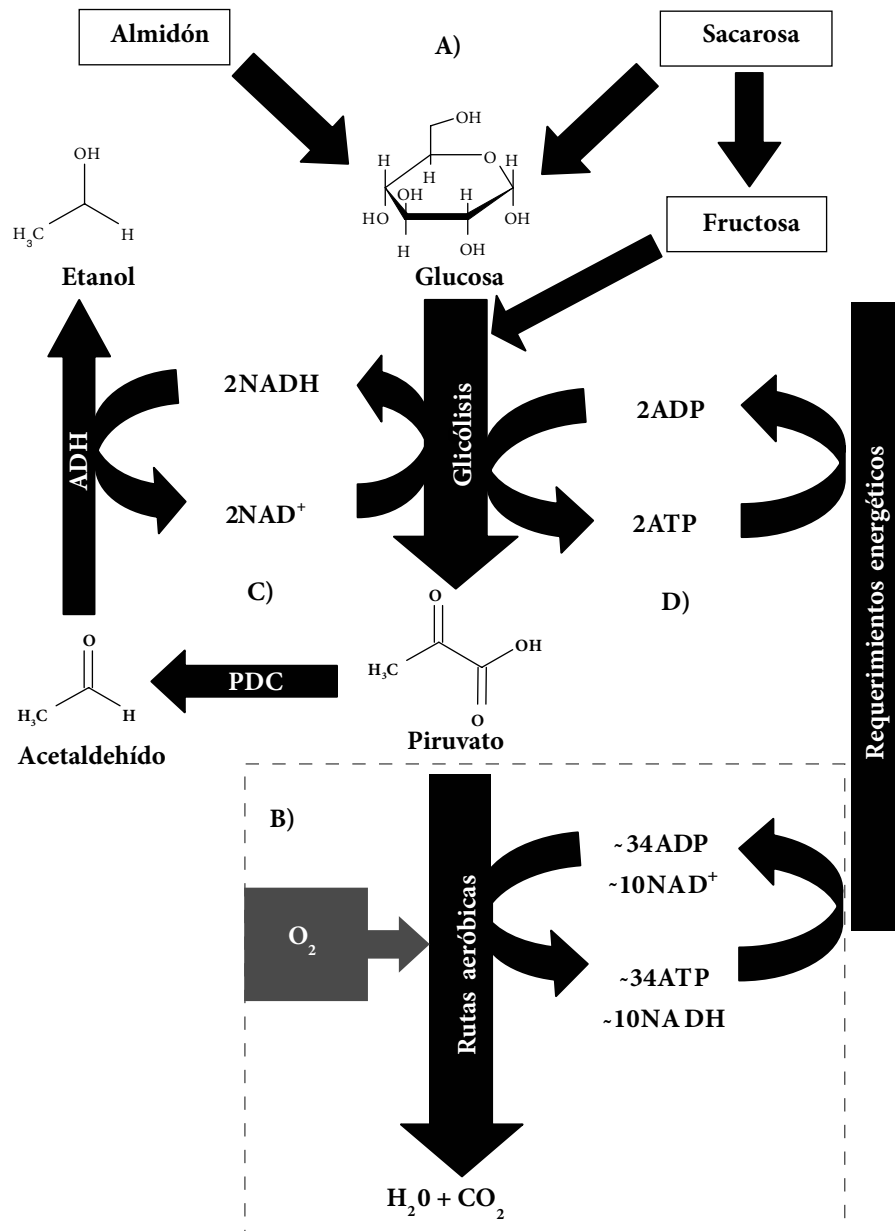 Almidón
A)
Sacarosa
OH
H₃C
H
Etanol
OH
H
O
H
H
H
OH
H
HO
OH
OH
H
OH
Glucosa
Fructosa
2NADH
2NAD⁺
ADH
Glicólisis
2ADP
2ATP
Requerimientos energéticos
C)
D)
O
H₃C
H
Acetaldehído
PDC
O
H₃C
OH
O
Piruvato
B)
O₂
Rutas aeróbicas
~34ADP
~10NAD⁺
~34ATP
~10NADH
H₂0 + CO₂